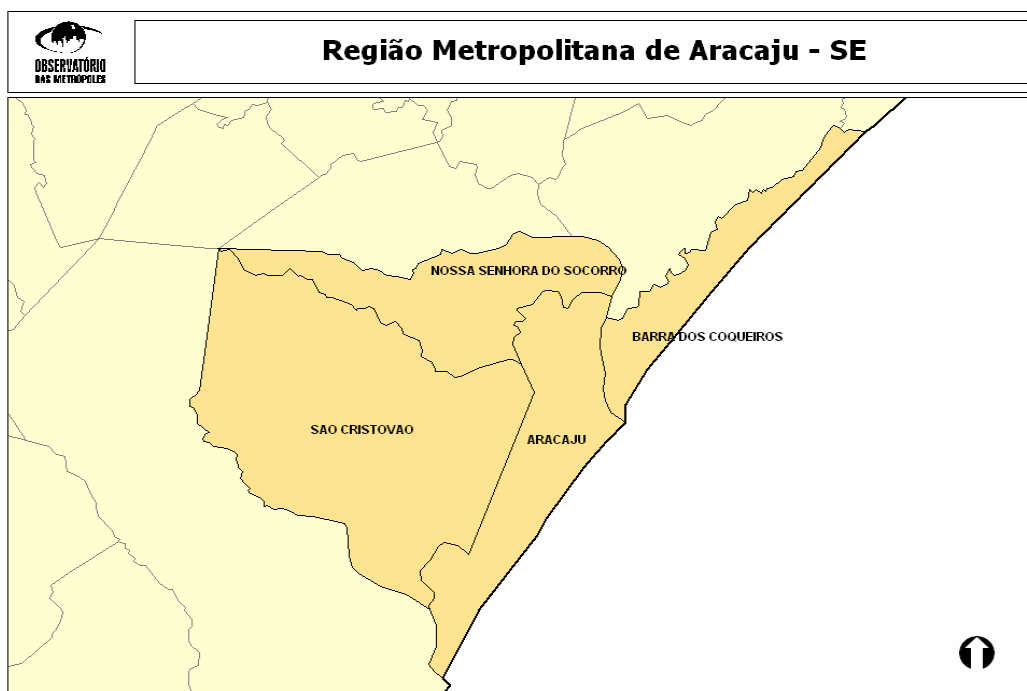 OBSERVATÓRIO
DAS METRÓPOLES
Região Metropolitana de Aracaju - SE
NOSSA SENHORA DO SOCORRO
BARRA DOS COQUEIROS
SAO CRISTOVAO
ARACAJU